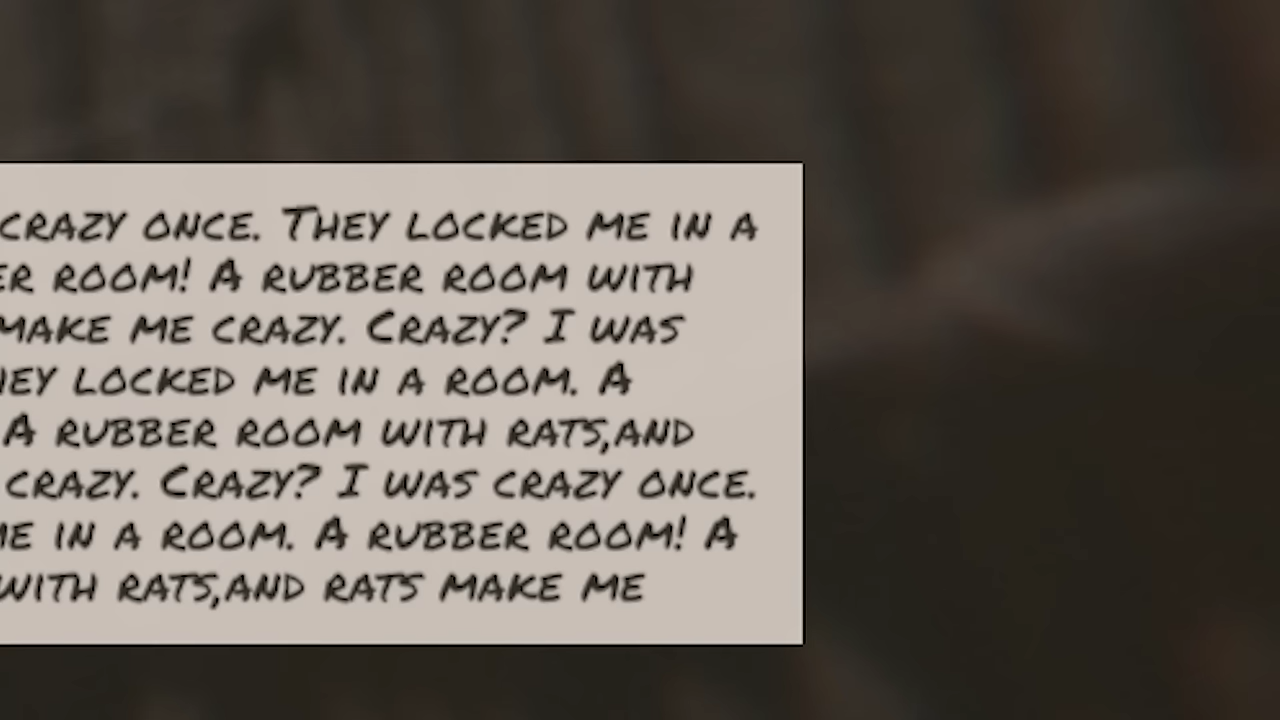 CRAZY ONCE. THEY LOCKED ME IN A
ER ROOM! A RUBBER ROOM WITH
MAKE ME CRAZY. CRAZY? I WAS
EY LOCKED ME IN A ROOM. A
A RUBBER ROOM WITH RATS,AND
CRAZY. CRAZY? I WAS CRAZY ONCE.
ME IN A ROOM. A RUBBER ROOM! A
WITH RATS,AND RATS MAKE ME